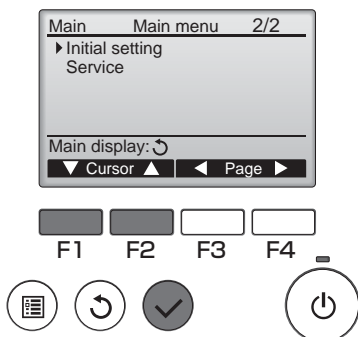 Main Main menu 2/2
Initial setting
Service
Main display:
Cursor Page
F1 F2 F3 F4